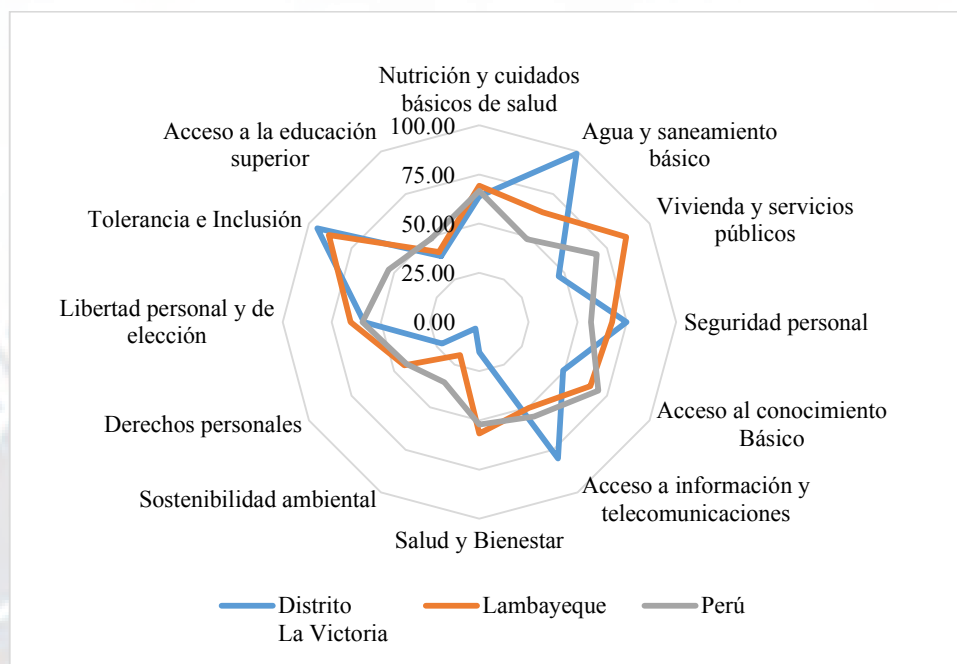 Nutrición y cuidados
básicos de salud
Agua y saneamiento
básico
Vivienda y servicios
públicos
Seguridad personal
Acceso al conocimiento
Básico
Acceso a información y
telecomunicaciones
Salud y Bienestar
Sostenibilidad ambiental
Derechos personales
Libertad personal y de
elección
Tolerancia e Inclusión
Acceso a la educación
superior
100.00
75.00
50.00
25.00
0.00
Distrito
La Victoria
Lambayeque
Perú